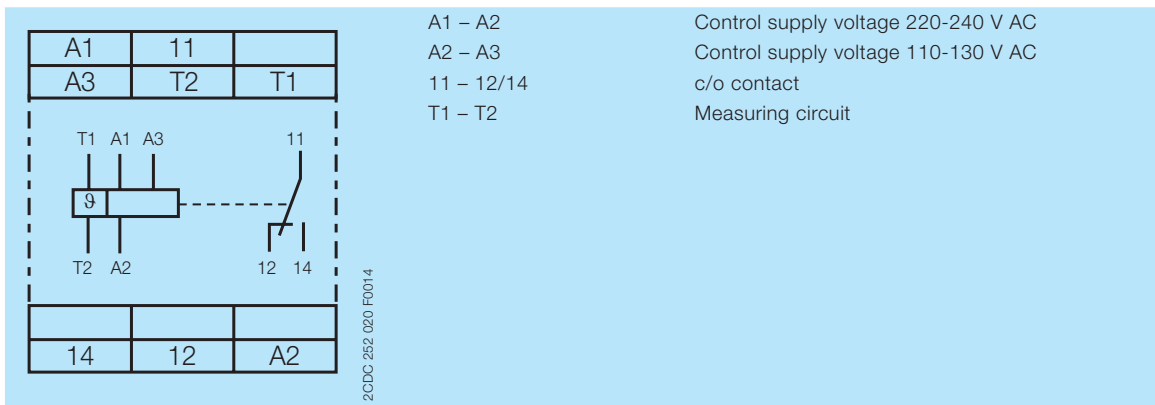 A1 11
A3 T2 T1
T1 A1 A3 11
ϑ
T2 A2 12 14
14 12 A2
2CDC 252 020 F0014
A1 – A2 Control supply voltage 220-240 V AC
A2 – A3 Control supply voltage 110-130 V AC
11 – 12/14 c/o contact
T1 – T2 Measuring circuit